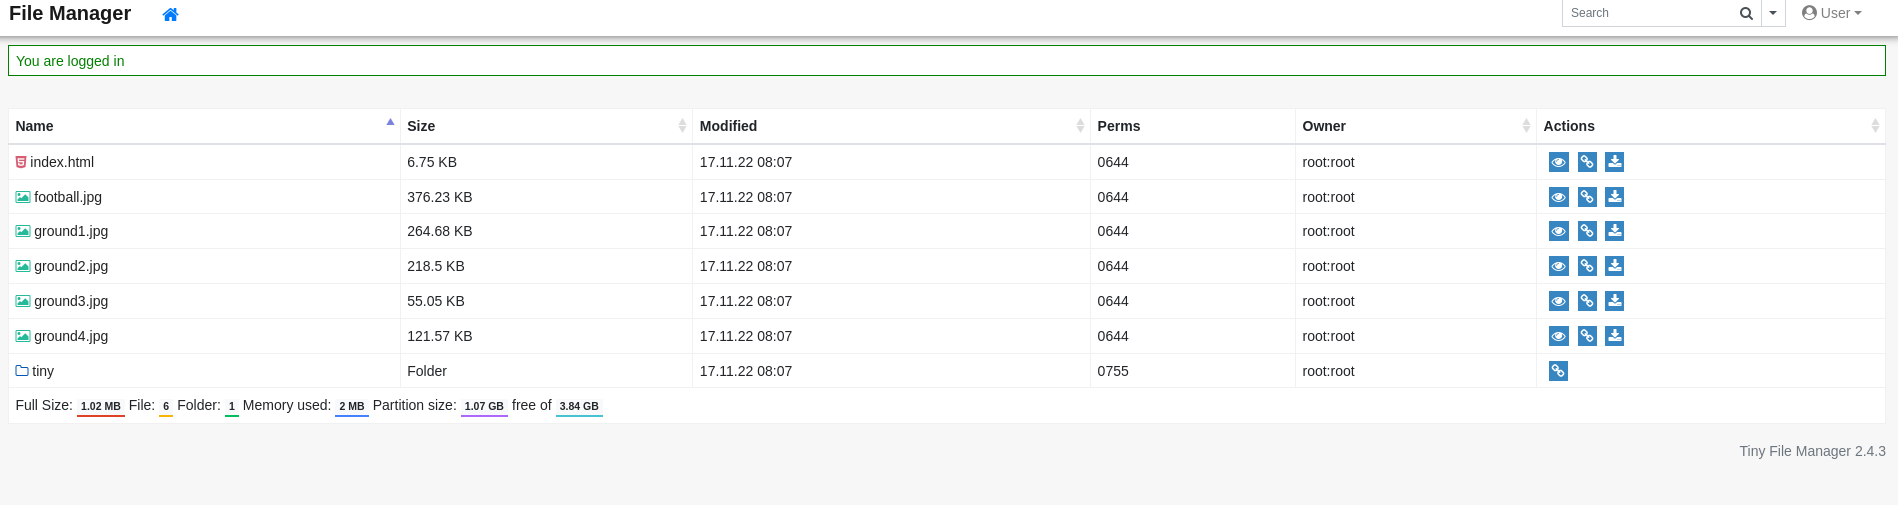 File Manager Search User
You are logged in
Name Size Modified Perms Owner Actions
index.html 6.75 KB 17.11.22 08:07 0644 root:root
football.jpg 376.23 KB 17.11.22 08:07 0644 root:root
ground1.jpg 264.68 KB 17.11.22 08:07 0644 root:root
ground2.jpg 218.5 KB 17.11.22 08:07 0644 root:root
ground3.jpg 55.05 KB 17.11.22 08:07 0644 root:root
ground4.jpg 121.57 KB 17.11.22 08:07 0644 root:root
tiny Folder 17.11.22 08:07 0755 root:root
Full Size: 1.02 MB File: 6 Folder: 1 Memory used: 2 MB Partition size: 1.07 GB free of 3.84 GB
Tiny File Manager 2.4.3